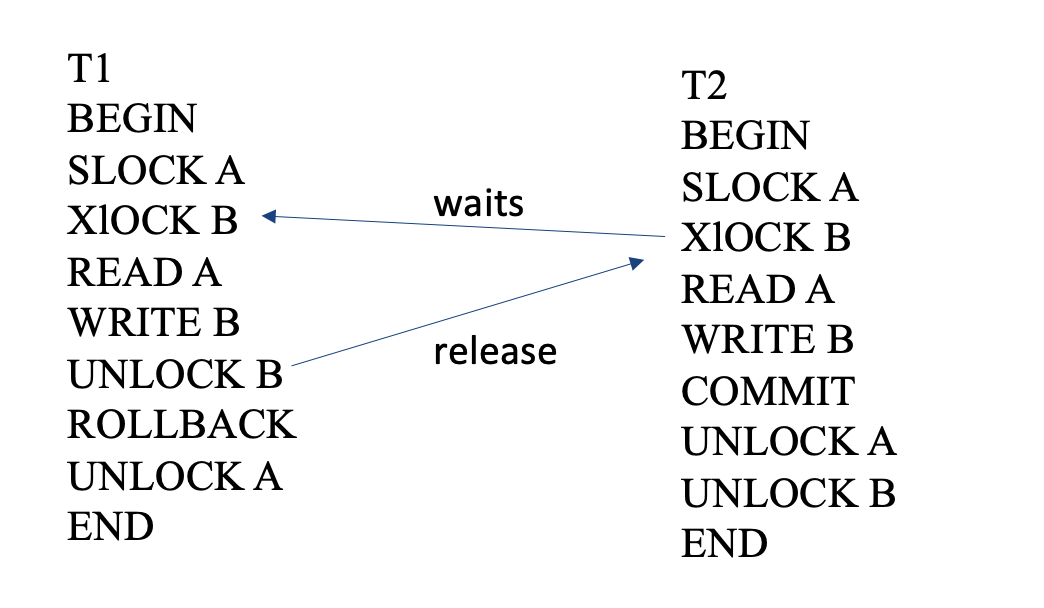 T1
BEGIN
SLOCK A
XlOCK B
READ A
WRITE B
UNLOCK B
ROLLBACK
UNLOCK A
END
waits
release
T2
BEGIN
SLOCK A
XlOCK B
READ A
WRITE B
COMMIT
UNLOCK A
UNLOCK B
END